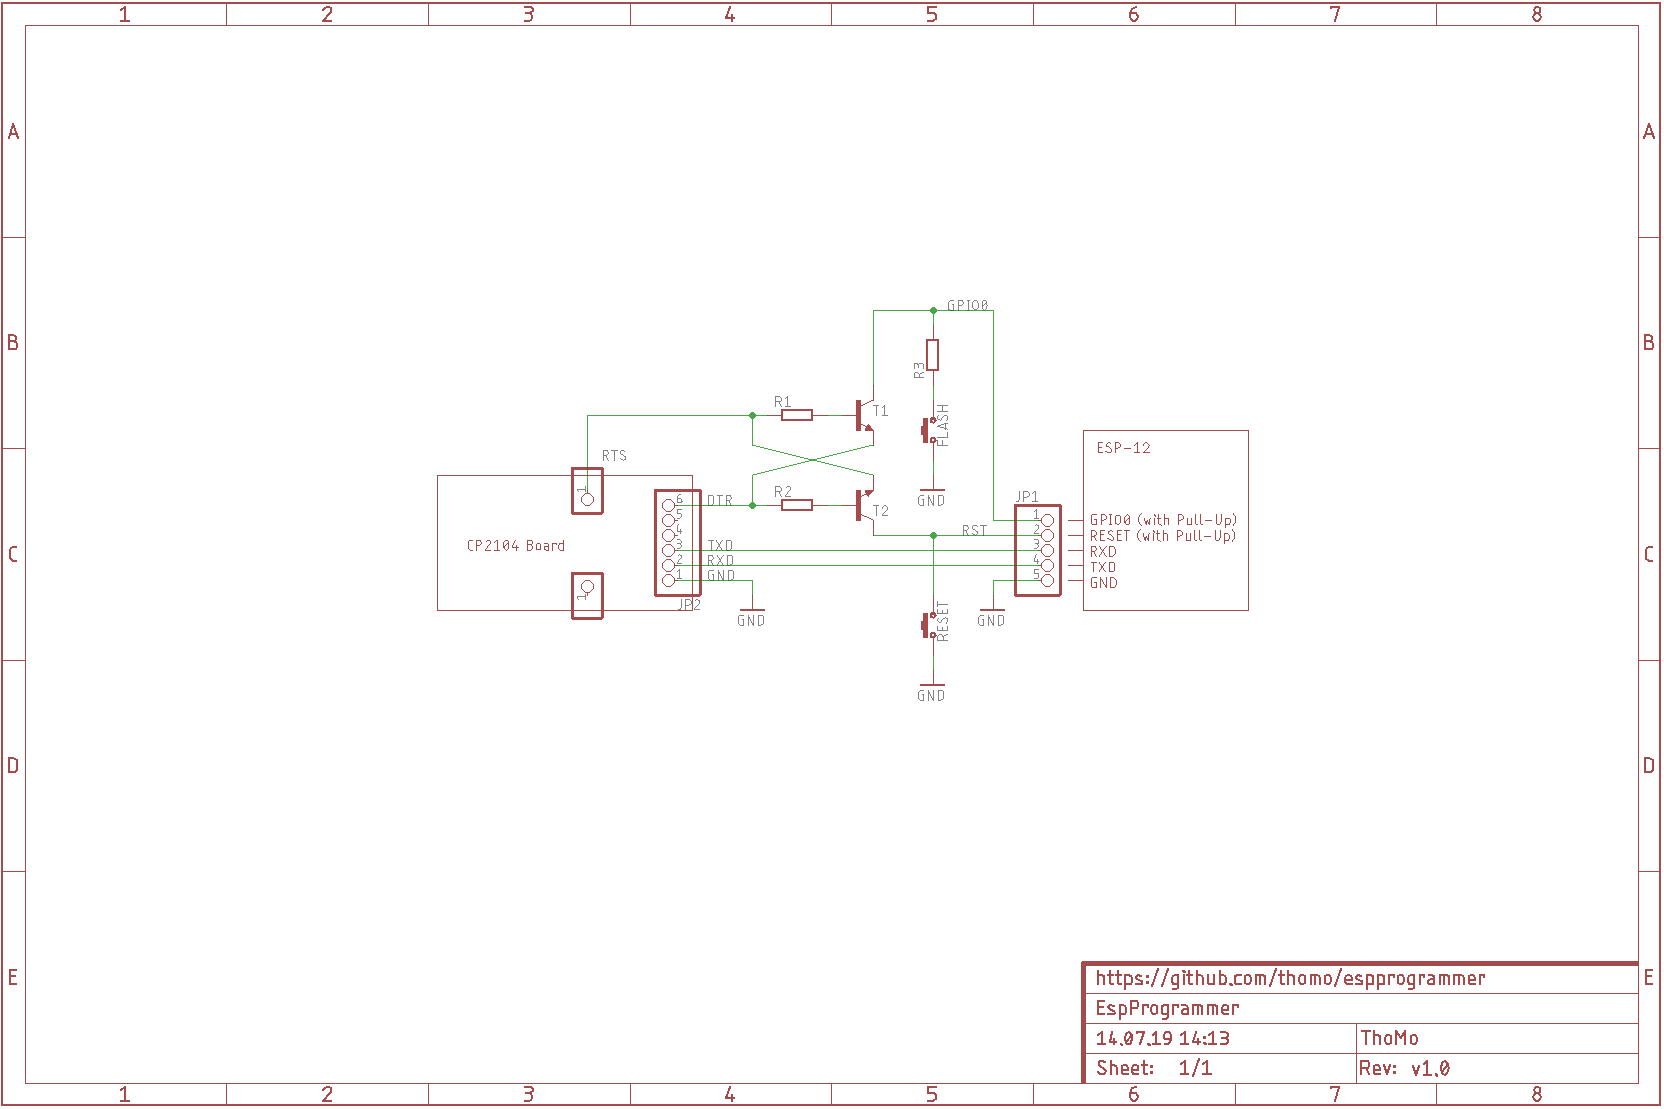 1 2 3 4 5 6 7 8
A A
B B
C C
D D
E E
GPIO0
R3
R1
T1
FLASH
RTS
1
ESP-12
R2
DTR
GND
T2
JP1
6
5
4
3
2
1
CP2104 Board
TXD
RXD
GND
JP2
1
GND
RST
1
2
3
4
5
GPIO0 (with Pull-Up)
RESET (with Pull-Up)
RXD
TXD
GND
RESET
GND
GND
https://github.com/thomo/espprogrammer
EspProgrammer
14.07.19 14:13
ThoMo
Sheet: 1/1
Rev: v1.0
1 2 3 4 5 6 7 8